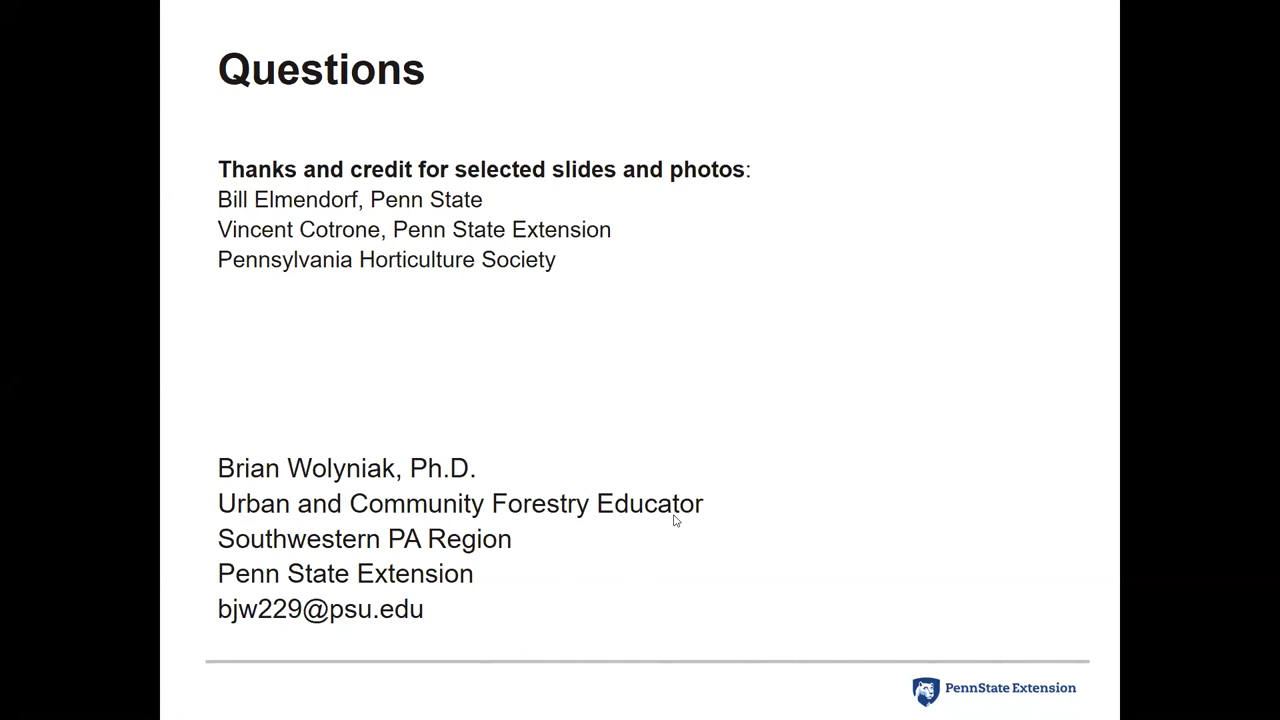 Questions
Thanks and credit for selected slides and photos:
Bill Elmendorf, Penn State
Vincent Cotrone, Penn State Extension
Pennsylvania Horticulture Society
Brian Wolyniak, Ph.D.
Urban and Community Forestry Educator
Southwestern PA Region
Penn State Extension
bjw229@psu.edu
PennState Extension